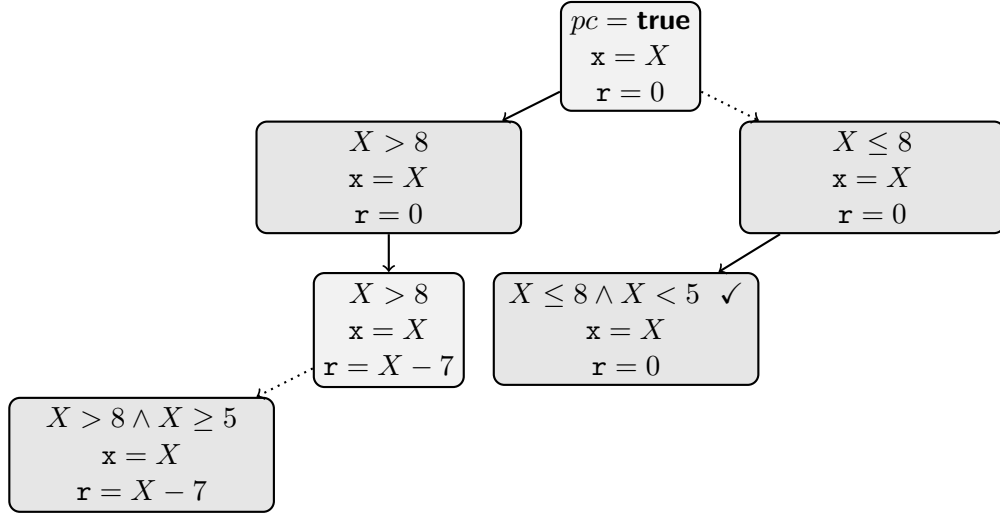 pc = true
x = X
r = 0
X > 8
x = X
r = 0
X ≤ 8
x = X
r = 0
X > 8
x = X
r = X − 7
X ≤ 8 ∧ X < 5 ✓
x = X
r = 0
X > 8 ∧ X ≥ 5
x = X
r = X − 7